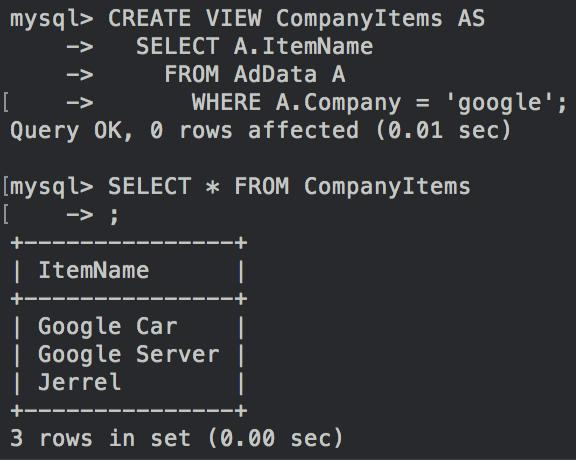 mysql> CREATE VIEW CompanyItems AS
    ->   SELECT A.ItemName
    ->     FROM AdData A
[    ->       WHERE A.Company = 'google';
Query OK, 0 rows affected (0.01 sec)

[mysql> SELECT * FROM CompanyItems
[    -> ;
+---------------+
| ItemName      |
+---------------+
| Google Car    |
| Google Server |
| Jerrel        |
+---------------+
3 rows in set (0.00 sec)